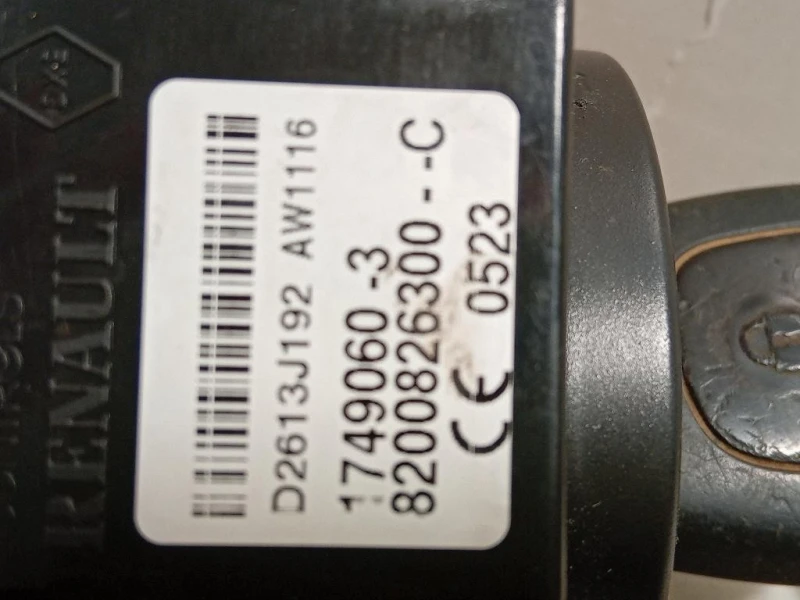 RENAULT
D2613J192 AW1116
1749060-3
8200826300--C
CE 0523